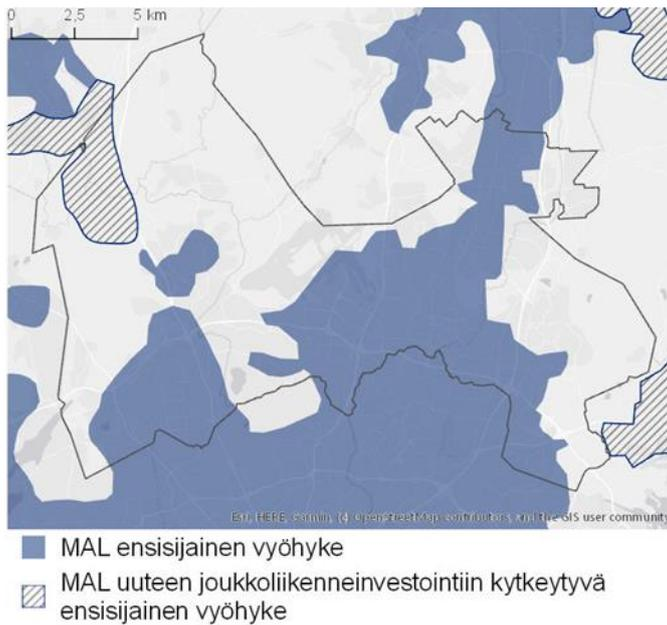 0 2,5 5 km
Esri, HERE, Garmin, (c) OpenStreetMap contributors, and the GIS user community
MAL ensisijainen vyöhyke
MAL uuteen joukkoliikenneinvestointiin kytkeytyvä
ensisijainen vyöhyke